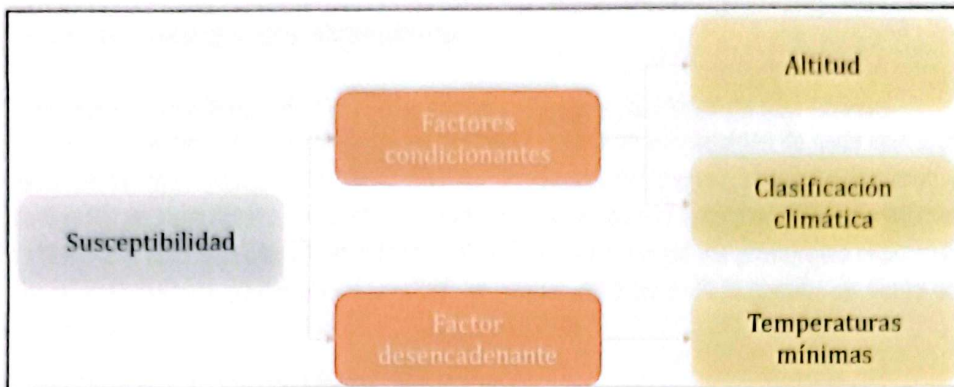 Susceptibilidad
Factores
condicionantes
Factor
desencadenante
Altitud
Clasificación
climática
Temperaturas
mínimas